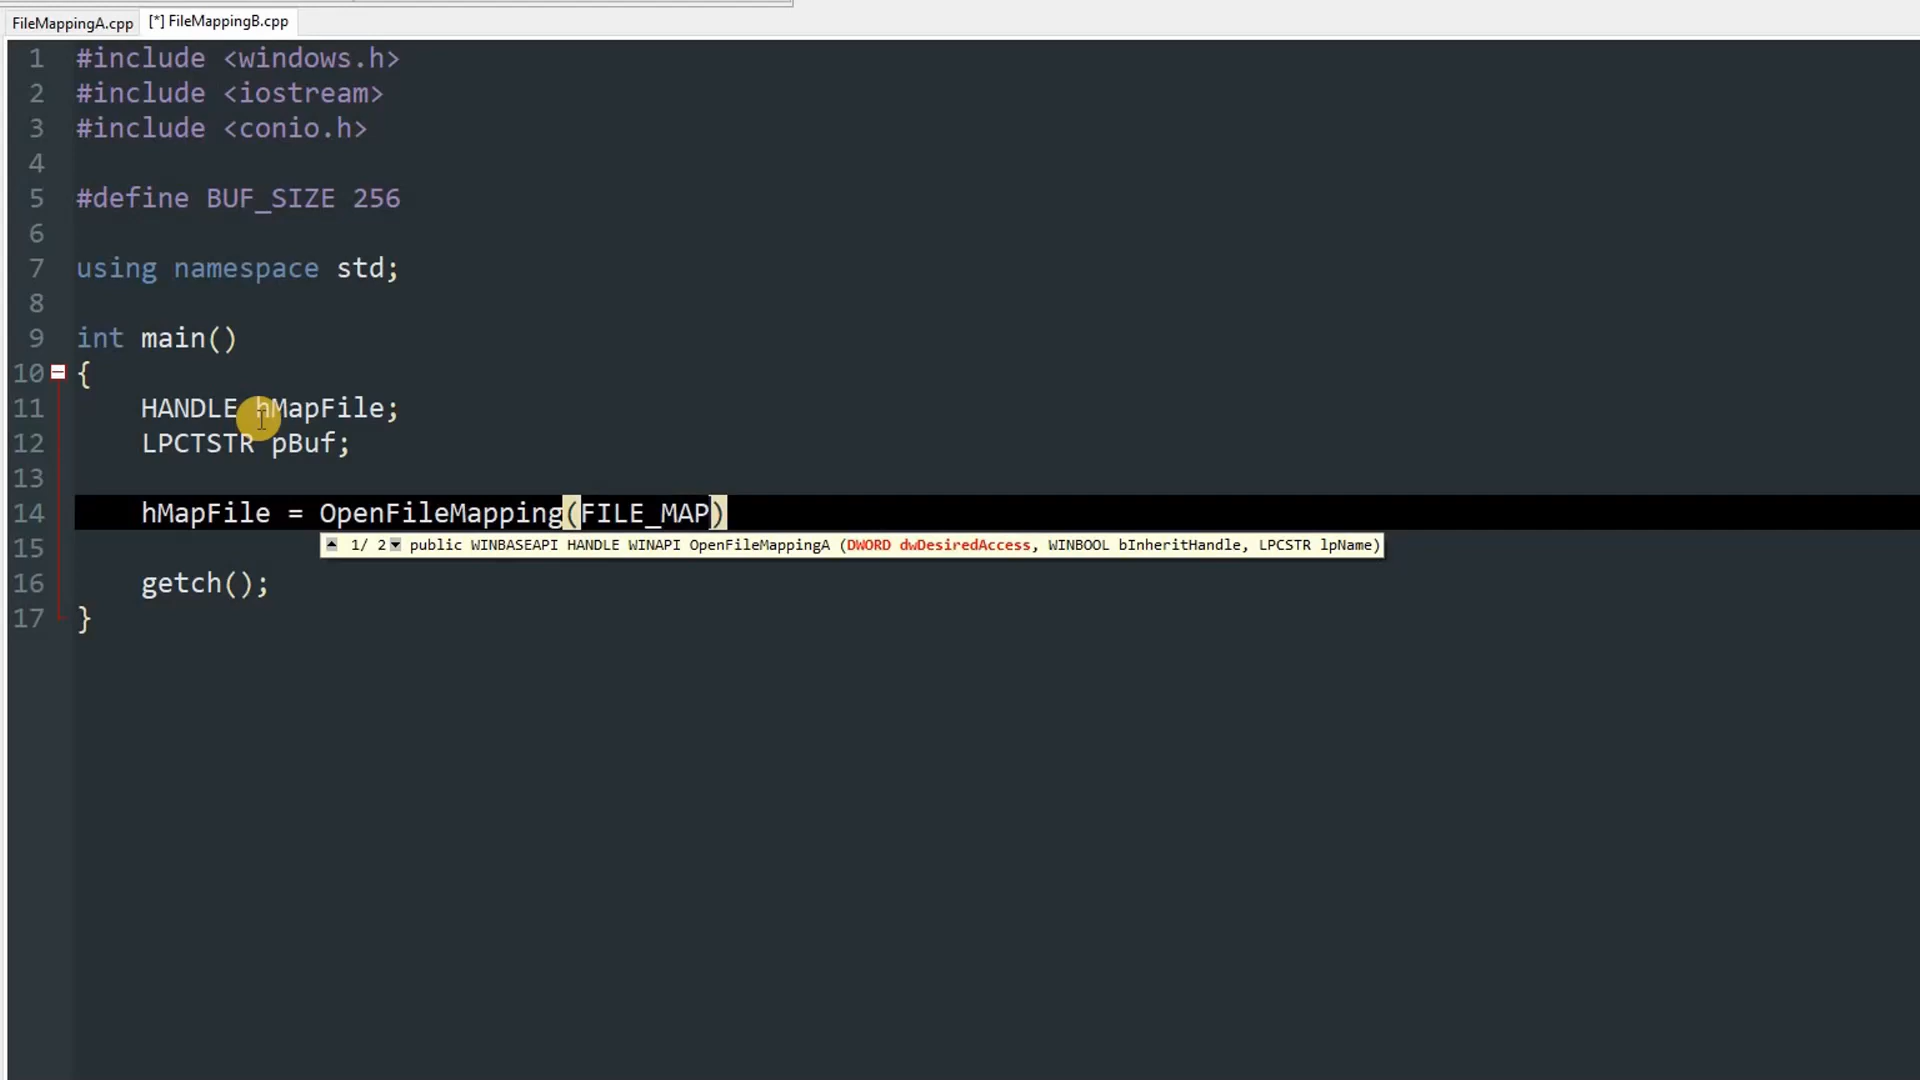 FileMappingA.cpp [*] FileMappingB.cpp
1 #include <windows.h>
2 #include <iostream>
3 #include <conio.h>
4
5 #define BUF_SIZE 256
6
7 using namespace std;
8
9 int main()
10 {
11 HANDLE hMapFile;
12 LPCTSTR pBuf;
13
14 hMapFile = OpenFileMapping(FILE_MAP)
1/ 2 public WINBASEAPI HANDLE WINAPI OpenFileMappingA (DWORD dwDesiredAccess, WINBOOL bInheritHandle, LPCSTR lpName)
15
16 getch();
17 }